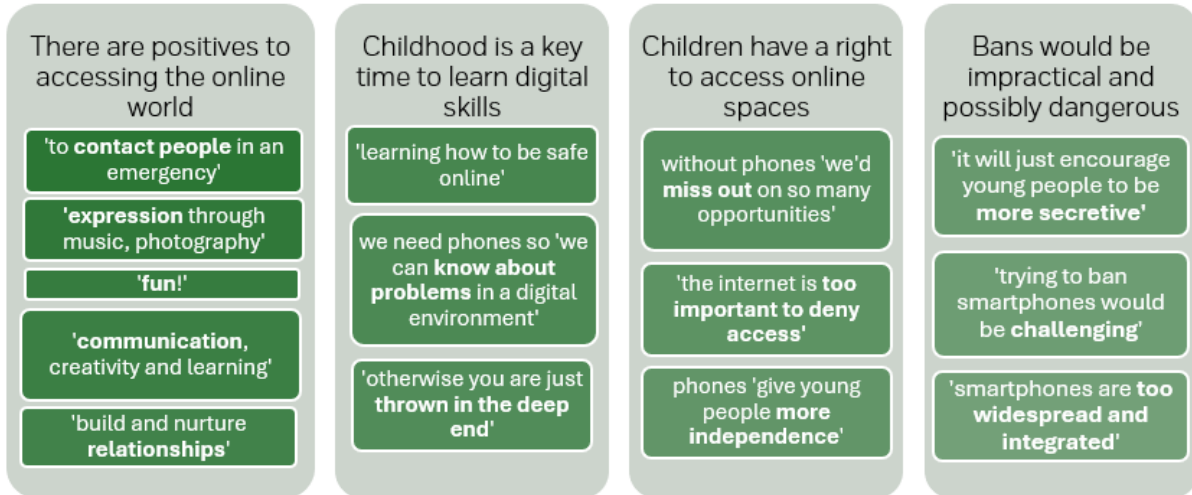 There are positives to
accessing the online
world
'to contact people in an
emergency'
'expression through
music, photography'
'fun!'
'communication,
creativity and learning'
'build and nurture
relationships'
Childhood is a key
time to learn digital
skills
'learning how to be safe
online'
we need phones so 'we
can know about
problems in a digital
environment'
'otherwise you are just
thrown in the deep
end'
Children have a right
to access online
spaces
without phones 'we'd
miss out on so many
opportunities'
'the internet is too
important to deny
access'
phones 'give young
people more
independence'
Bans would be
impractical and
possibly dangerous
'it will just encourage
young people to be
more secretive'
'trying to ban
smartphones would
be challenging'
'smartphones are too
widespread and
integrated'